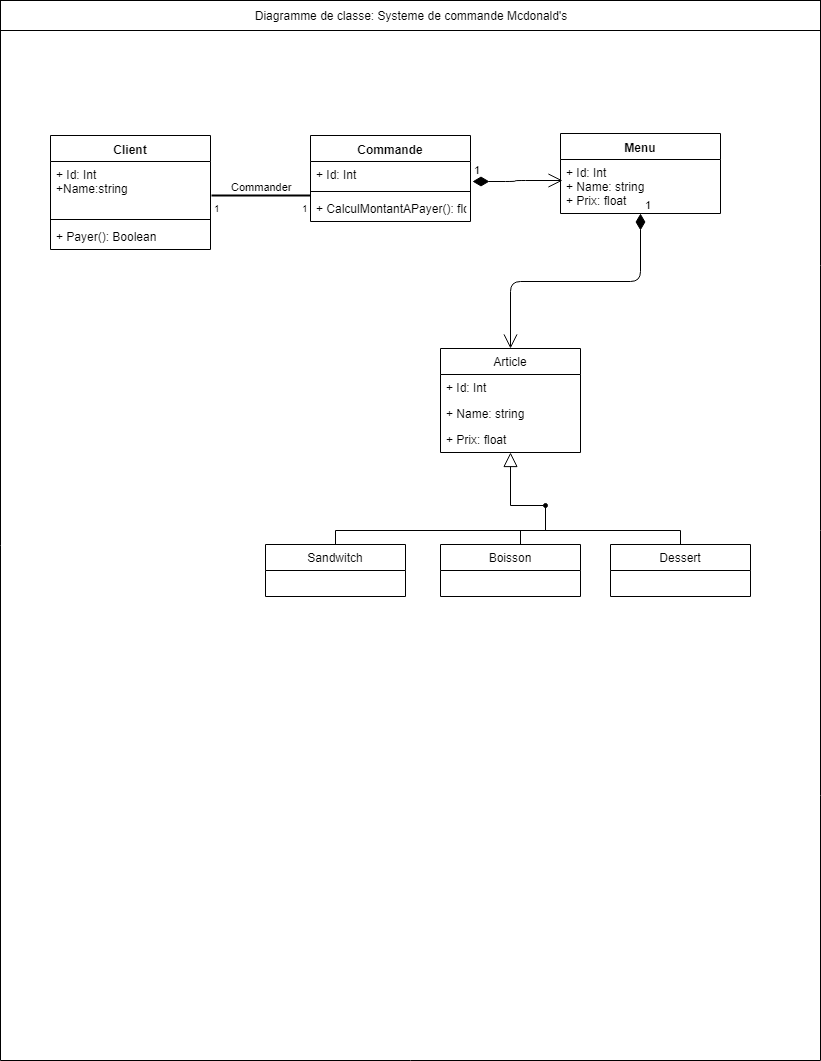 Diagramme de classe: Systeme de commande Mcdonald's
Client
+ Id: Int
+Name:string
+ Payer(): Boolean
Commander
1
1
Commande
+ Id: Int
+ CalculMontantAPayer(): flo
1
Menu
+ Id: Int
+ Name: string
+ Prix: float
1
Article
+ Id: Int
+ Name: string
+ Prix: float
Sandwitch
Boisson
Dessert